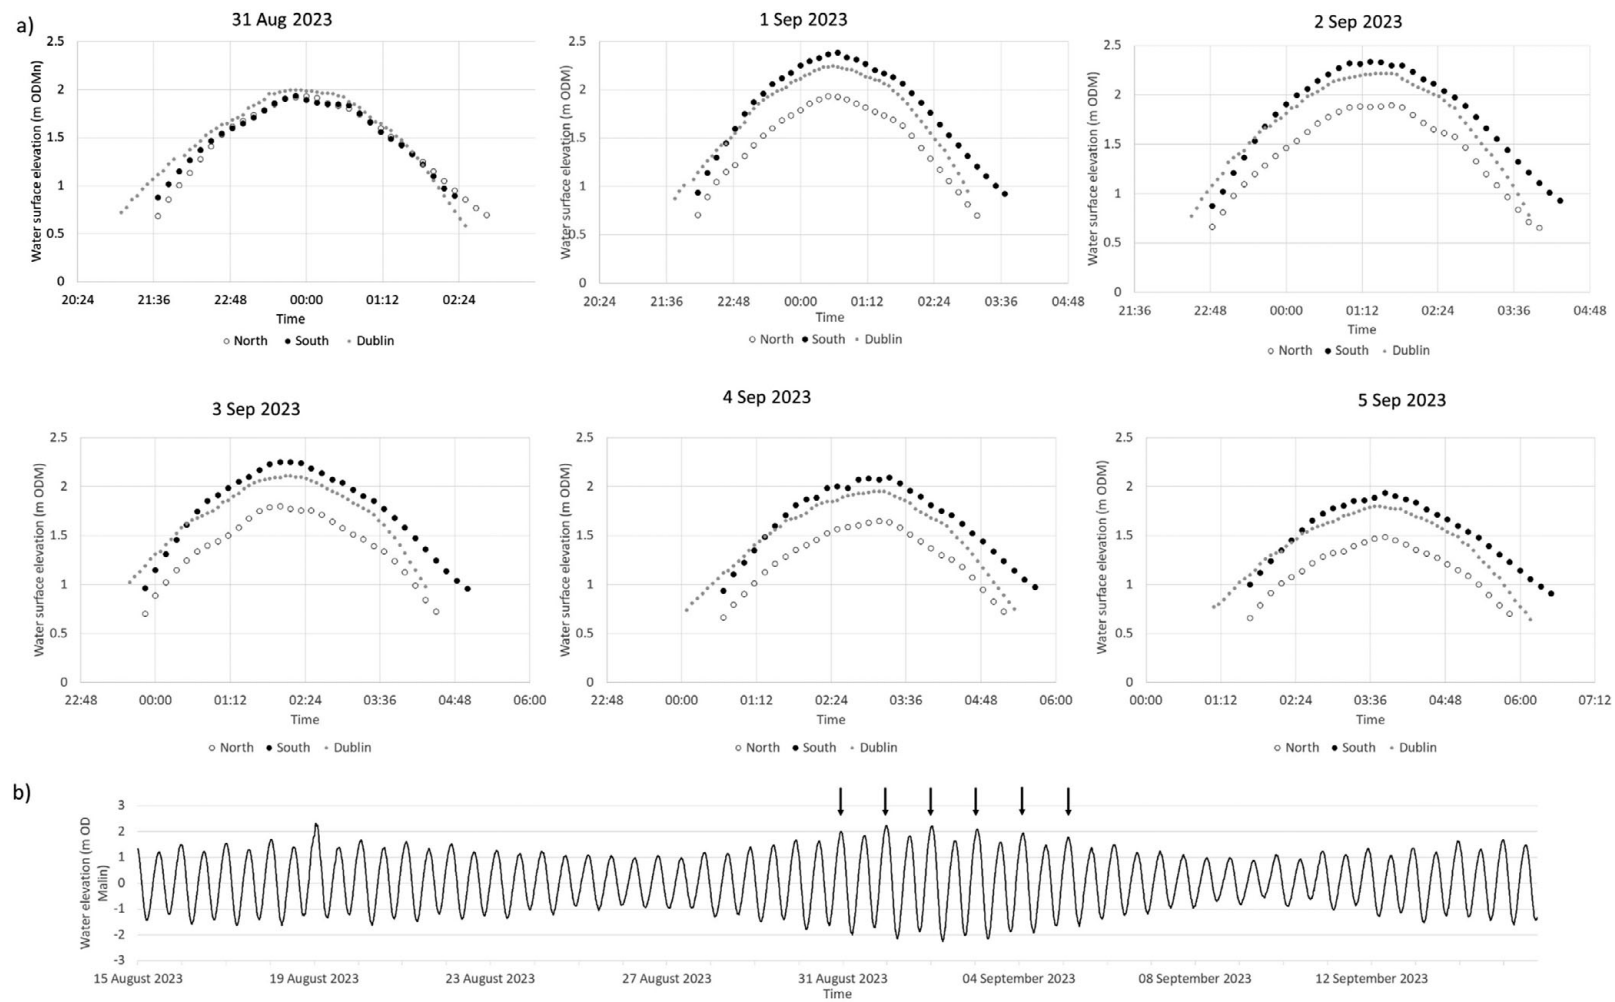 a)
31 Aug 2023
Water surface elevation (m ODMn)
2.5
2
1.5
1
0.5
0
20:24 21:36 22:48 00:00 01:12 02:24
Time
North South Dublin
1 Sep 2023
Water surface elevation (m ODM)
2.5
2
1.5
1
0.5
0
20:24 21:36 22:48 00:00 01:12 02:24 03:36 04:48
Time
North South Dublin
2 Sep 2023
Water surface elevation (m ODM)
2.5
2
1.5
1
0.5
0
21:36 22:48 00:00 01:12 02:24 03:36 04:48
Time
North South Dublin
3 Sep 2023
Water surface elevation (m ODM)
2.5
2
1.5
1
0.5
0
22:48 00:00 01:12 02:24 03:36 04:48 06:00
Time
North South Dublin
4 Sep 2023
Water surface elevation (m ODM)
2.5
2
1.5
1
0.5
0
22:48 00:00 01:12 02:24 03:36 04:48 06:00
Time
North South Dublin
5 Sep 2023
Water surface elevation (m ODM)
2.5
2
1.5
1
0.5
0
00:00 01:12 02:24 03:36 04:48 06:00 07:12
Time
North South Dublin
b)
Water elevation (m OD
Malin)
3
2
1
0
-1
-2
-3
15 August 2023 19 August 2023 23 August 2023 27 August 2023 31 August 2023 04 September 2023 08 September 2023 12 September 2023
Time